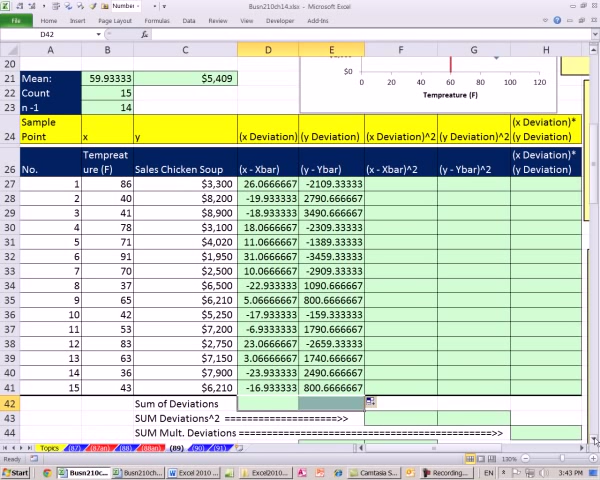 Busn210ch14.xlsx - Microsoft Excel
Number
File Home Insert Page Layout Formulas Data Review View Developer Add-Ins
D42 fx
A B C D E F G H
20 $0
0 20 40 60 80 100 120
21 Mean: 59.93333 $5,409
Tempreature (F)
22 Count 15
23 n -1 14
Sample (x Deviation)*
24 Point x y (x Deviation) (y Deviation) (x Deviation)^2 (y Deviation)^2 (y Deviation)
Tempreat (x Deviation)*
26 No. ure (F) Sales Chicken Soup (x - Xbar) (y - Ybar) (x - Xbar)^2 (y - Ybar)^2 (y Deviation)
27 1 86 $3,300 26.0666667 -2109.33333
28 2 40 $8,200 -19.933333 2790.666667
29 3 41 $8,900 -18.933333 3490.666667
30 4 78 $3,100 18.0666667 -2309.33333
31 5 71 $4,020 11.0666667 -1389.33333
32 6 91 $1,950 31.0666667 -3459.33333
33 7 70 $2,500 10.0666667 -2909.33333
34 8 37 $6,500 -22.933333 1090.666667
35 9 65 $6,210 5.06666667 800.6666667
36 10 42 $5,250 -17.933333 -159.333333
37 11 53 $7,200 -6.9333333 1790.666667
38 12 83 $2,750 23.0666667 -2659.33333
39 13 63 $7,150 3.06666667 1740.666667
40 14 36 $7,900 -23.933333 2490.666667
41 15 43 $6,210 -16.933333 800.6666667
42 Sum of Deviations
43 SUM Deviations^2 ====================>>
44 SUM Mult. Deviations ===========================================>>
Topics (87) (87an) (88) (88an) (89) (90) (91)
Ready 130%
Start Busn210c... Busn210ch... Excel 2010 ... Excel2010... Camtasia S... Recording... EN 3:43 PM